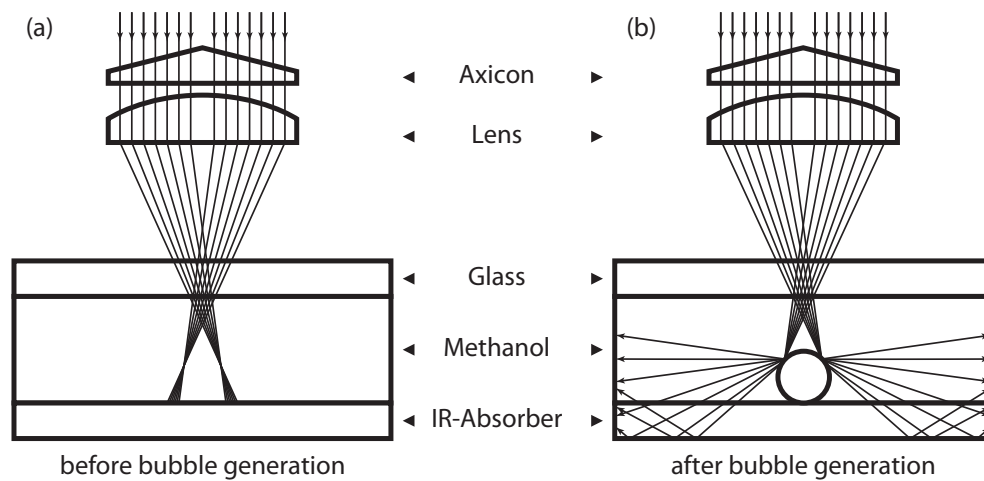 (a)
(b)
Axicon
Lens
Glass
Methanol
IR-Absorber
before bubble generation
after bubble generation